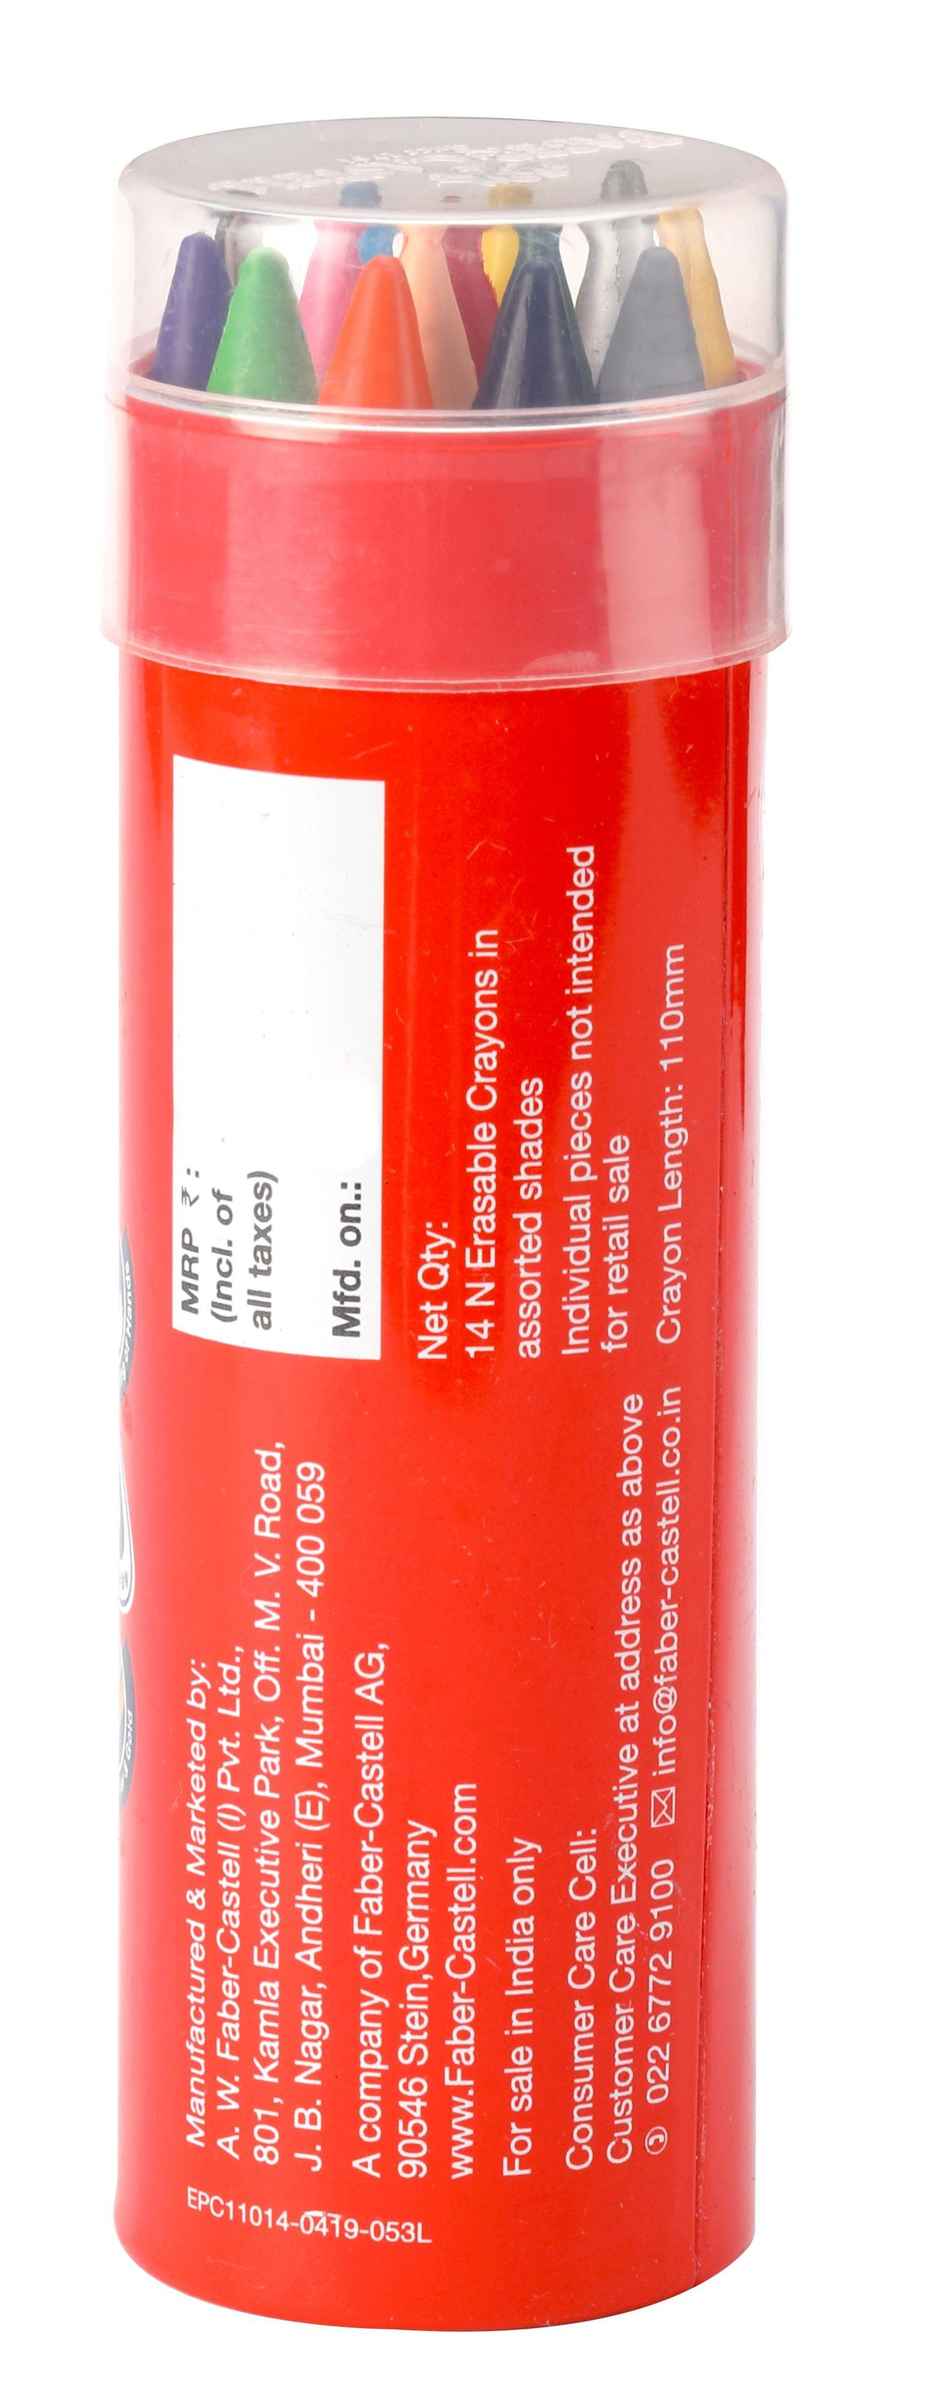 MRP ₹ :
(Incl. of
all taxes)
Mfd. on.:
Net Qty:
14 N Erasable Crayons in
assorted shades
Individual pieces not intended
for retail sale
Crayon Length: 110mm
Manufactured & Marketed by:
A. W. Faber-Castell (I) Pvt. Ltd.,
801, Kamla Executive Park, Off. M. V. Road,
J. B. Nagar, Andheri (E), Mumbai - 400 059
A company of Faber-Castell AG,
90546 Stein,Germany
www.Faber-Castell.com
For sale in India only
Consumer Care Cell:
Customer Care Executive at address as above
022 6772 9100 info@faber-castell.co.in
EPC11014-0419-053L